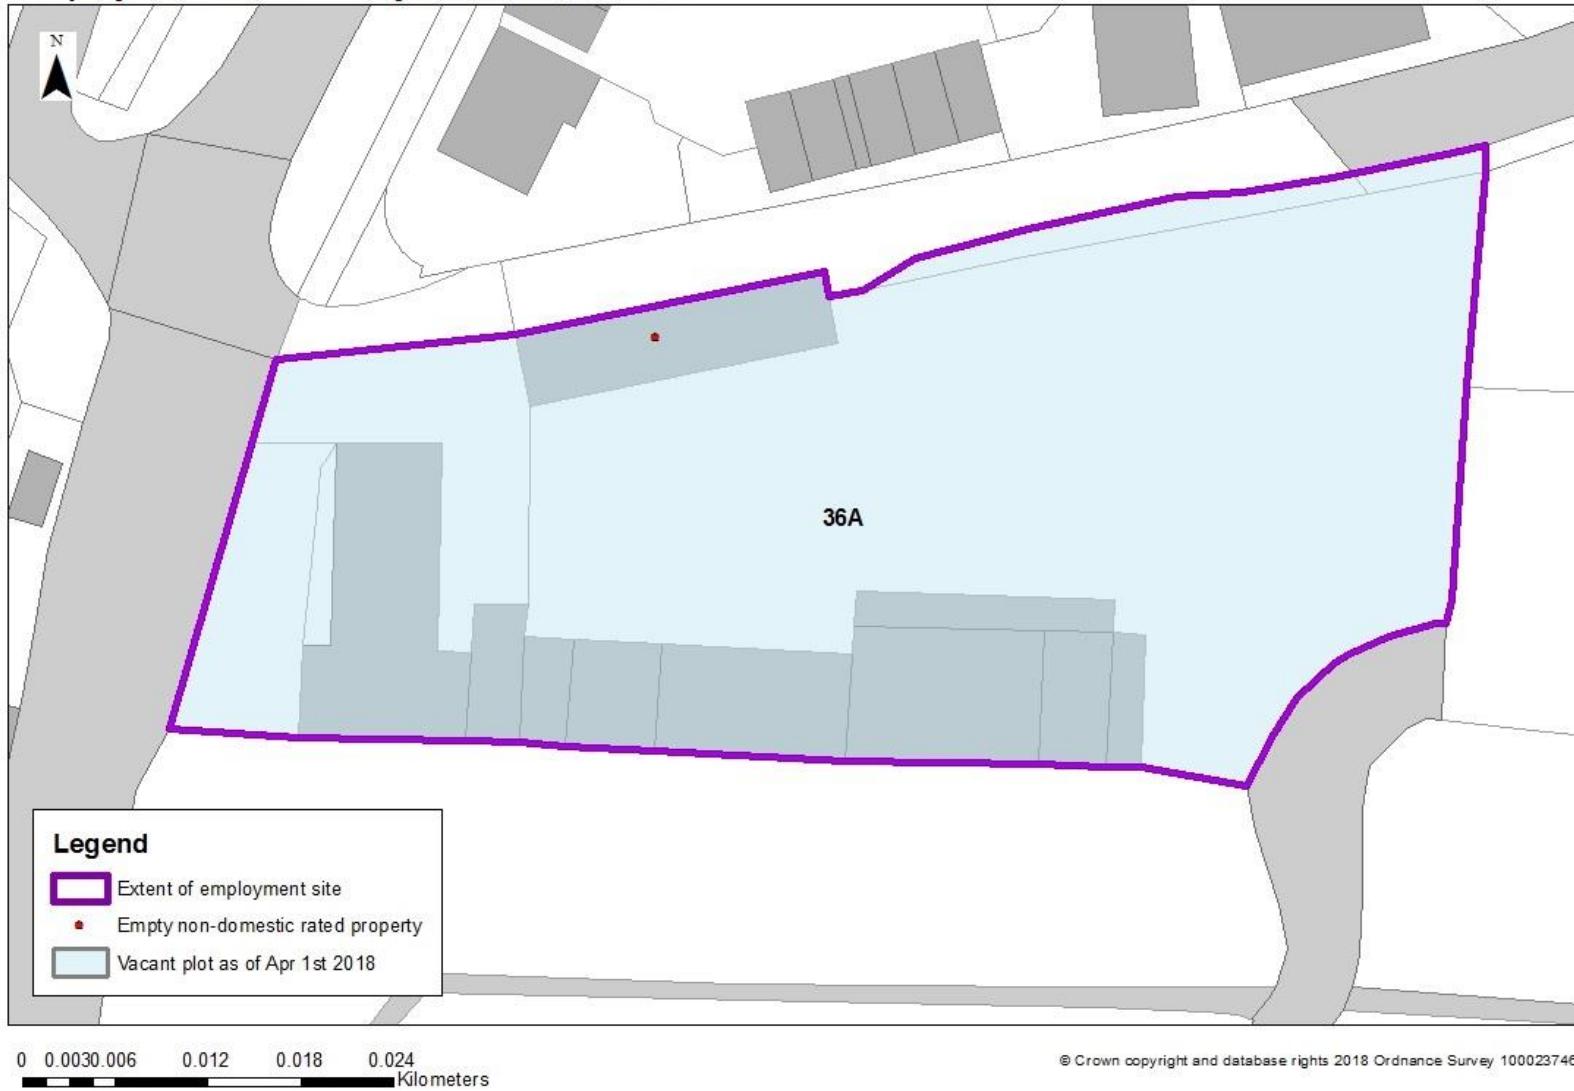 N
36A
Legend
Extent of employment site
Empty non-domestic rated property
Vacant plot as of Apr 1st 2018
0 0.0030.006 0.012 0.018 0.024
Kilometers
© Crown copyright and database rights 2018 Ordnance Survey 100023746